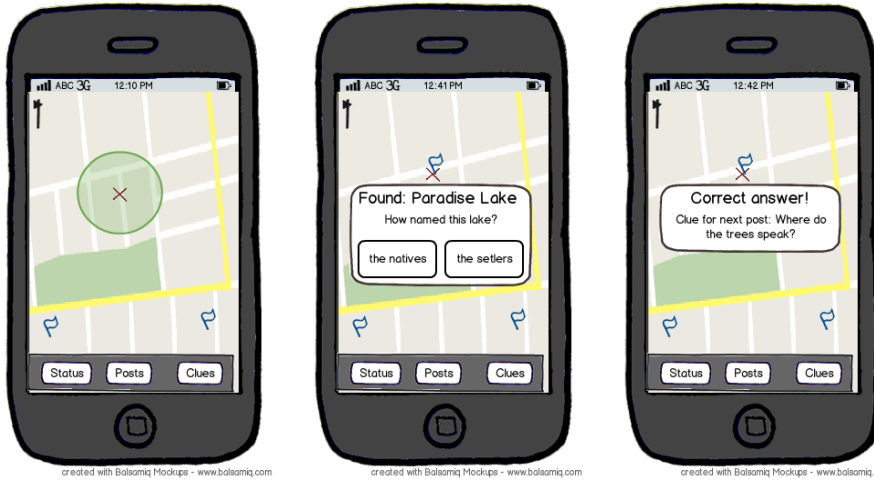 ABC 3G 12:10 PM
Status Posts Clues
created with Balsamiq Mockups - www.balsamiq.com
ABC 3G 12:41 PM
Found: Paradise Lake
How named this lake?
the natives the setlers
Status Posts Clues
created with Balsamiq Mockups - www.balsamiq.com
ABC 3G 12:42 PM
Correct answer!
Clue for next post: Where do
the trees speak?
Status Posts Clues
created with Balsamiq Mockups - www.balsa